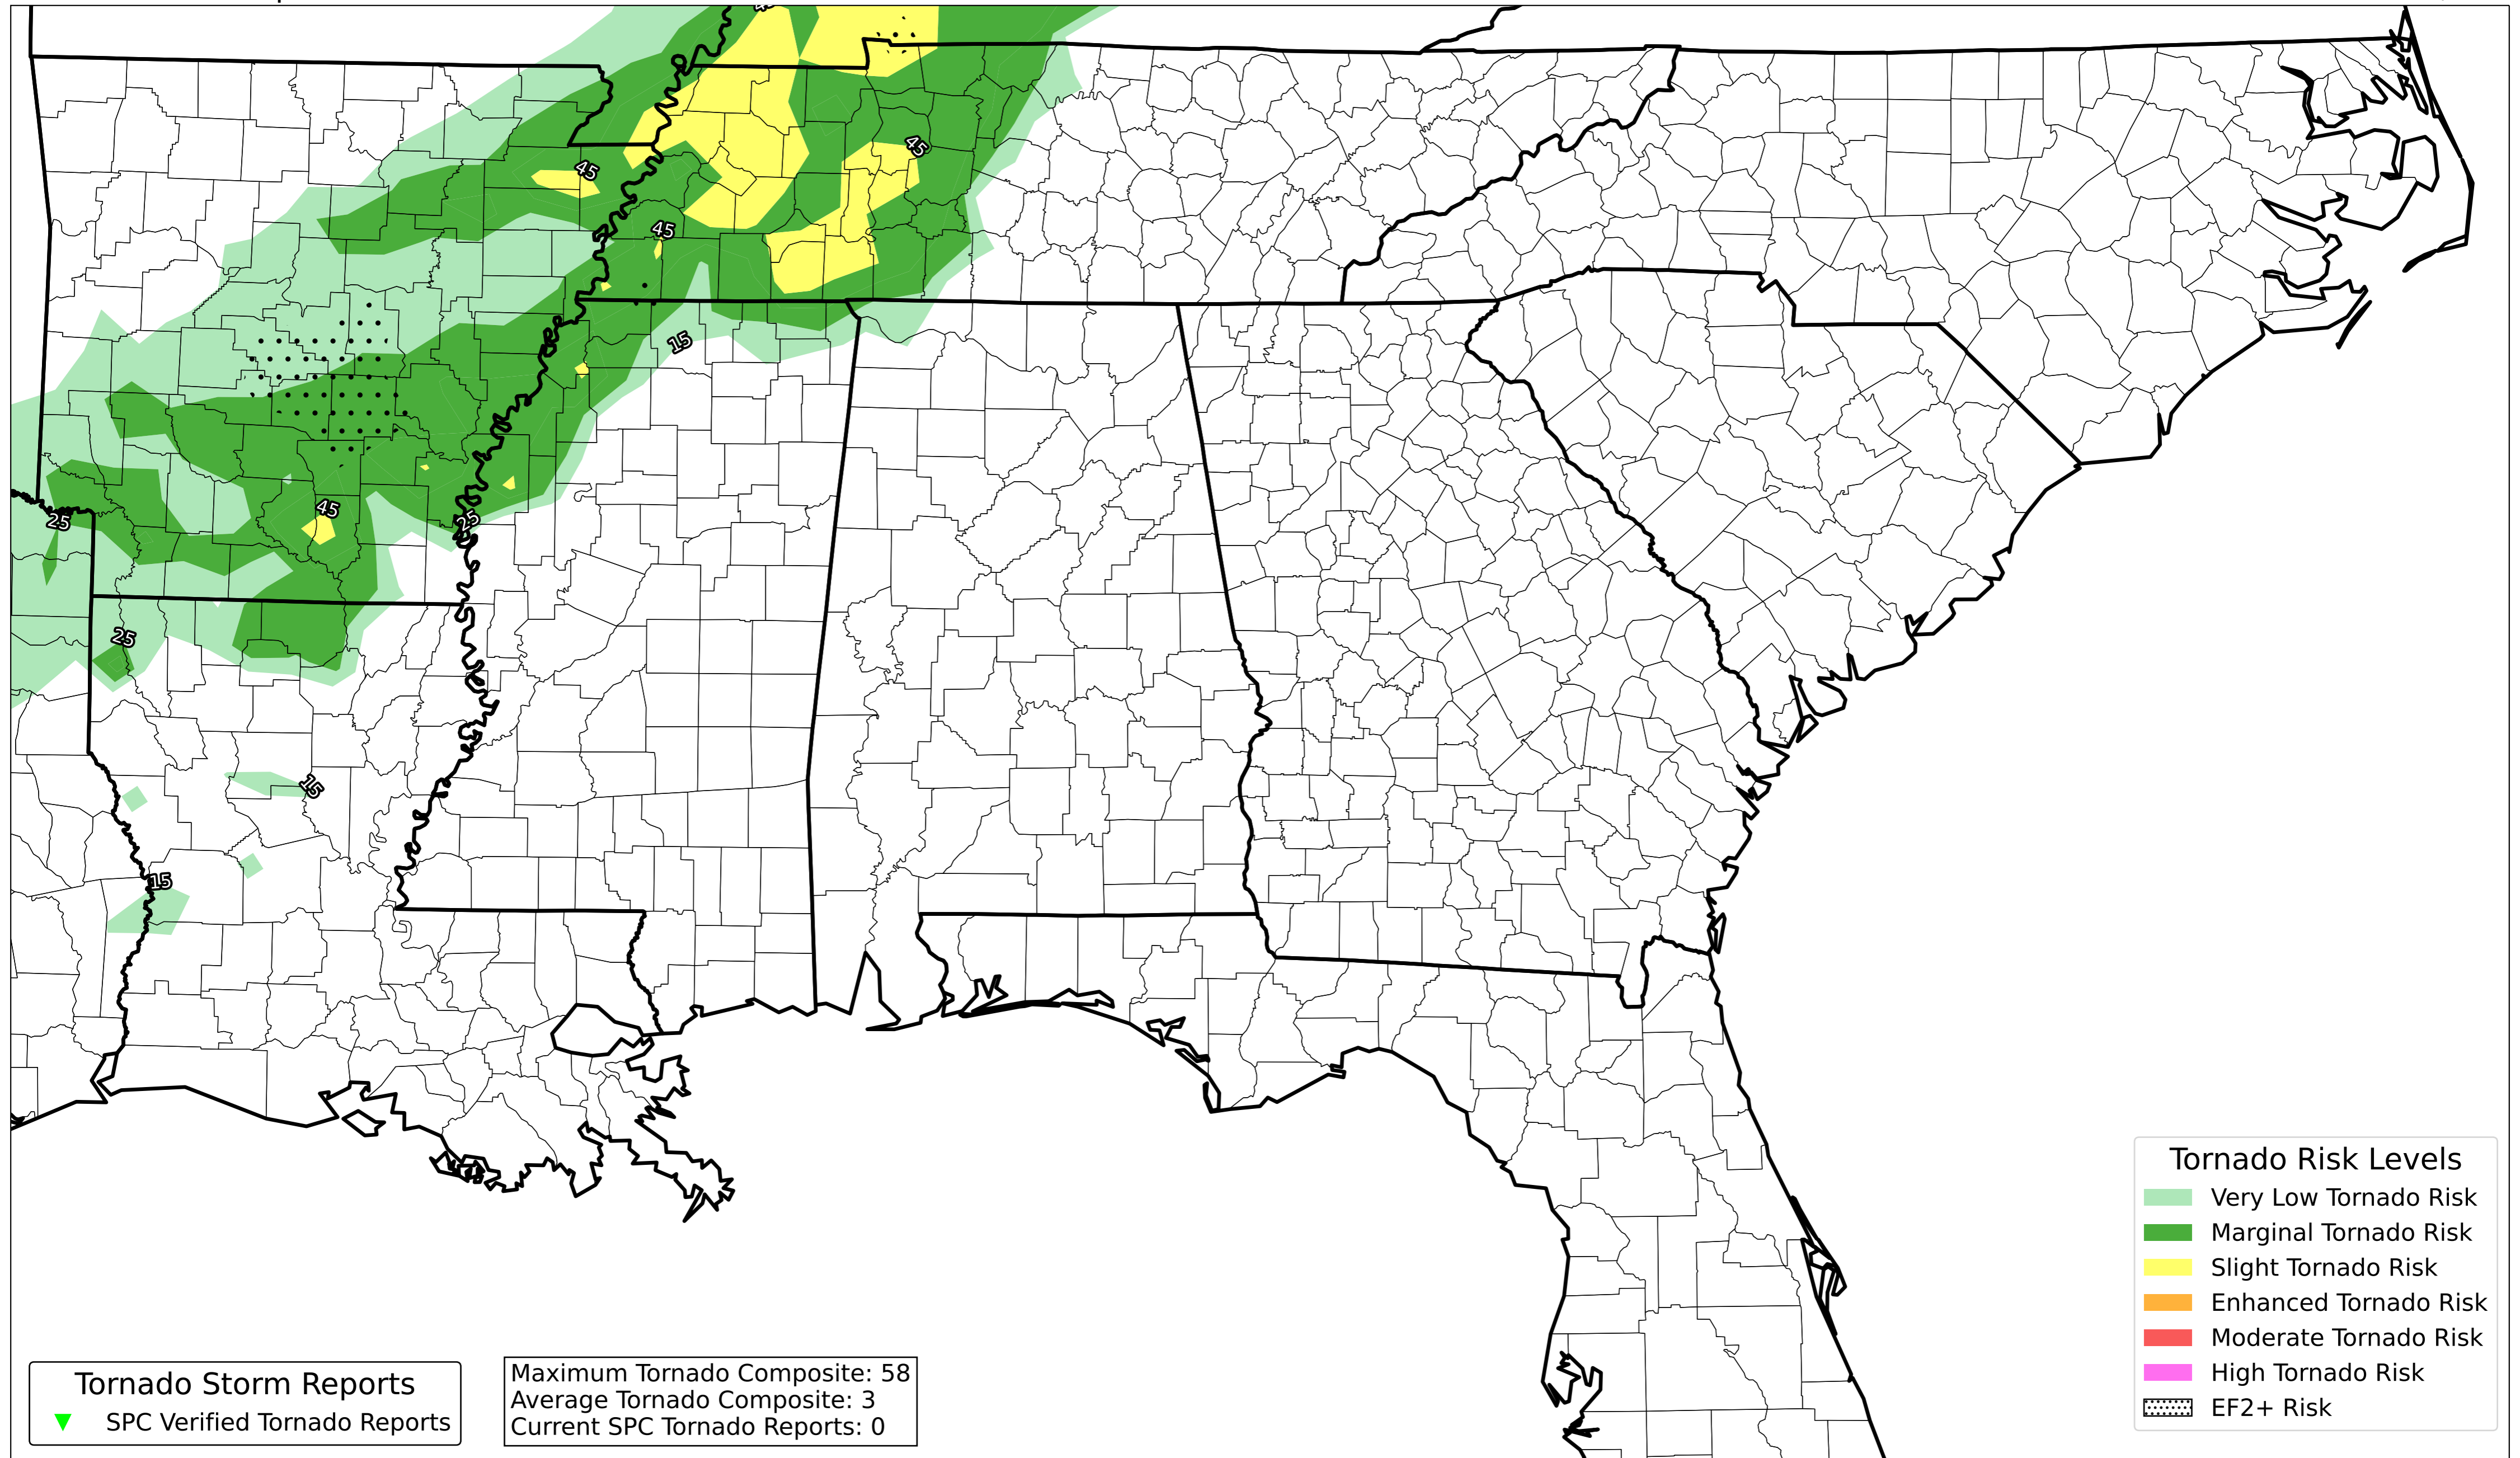 45
45
45
15
45
25
25
25
15
15
Tornado Risk Levels
Very Low Tornado Risk
Marginal Tornado Risk
Slight Tornado Risk
Enhanced Tornado Risk
Moderate Tornado Risk
High Tornado Risk
EF2+ Risk
Tornado Storm Reports
SPC Verified Tornado Reports
Maximum Tornado Composite: 58
Average Tornado Composite: 3
Current SPC Tornado Reports: 0